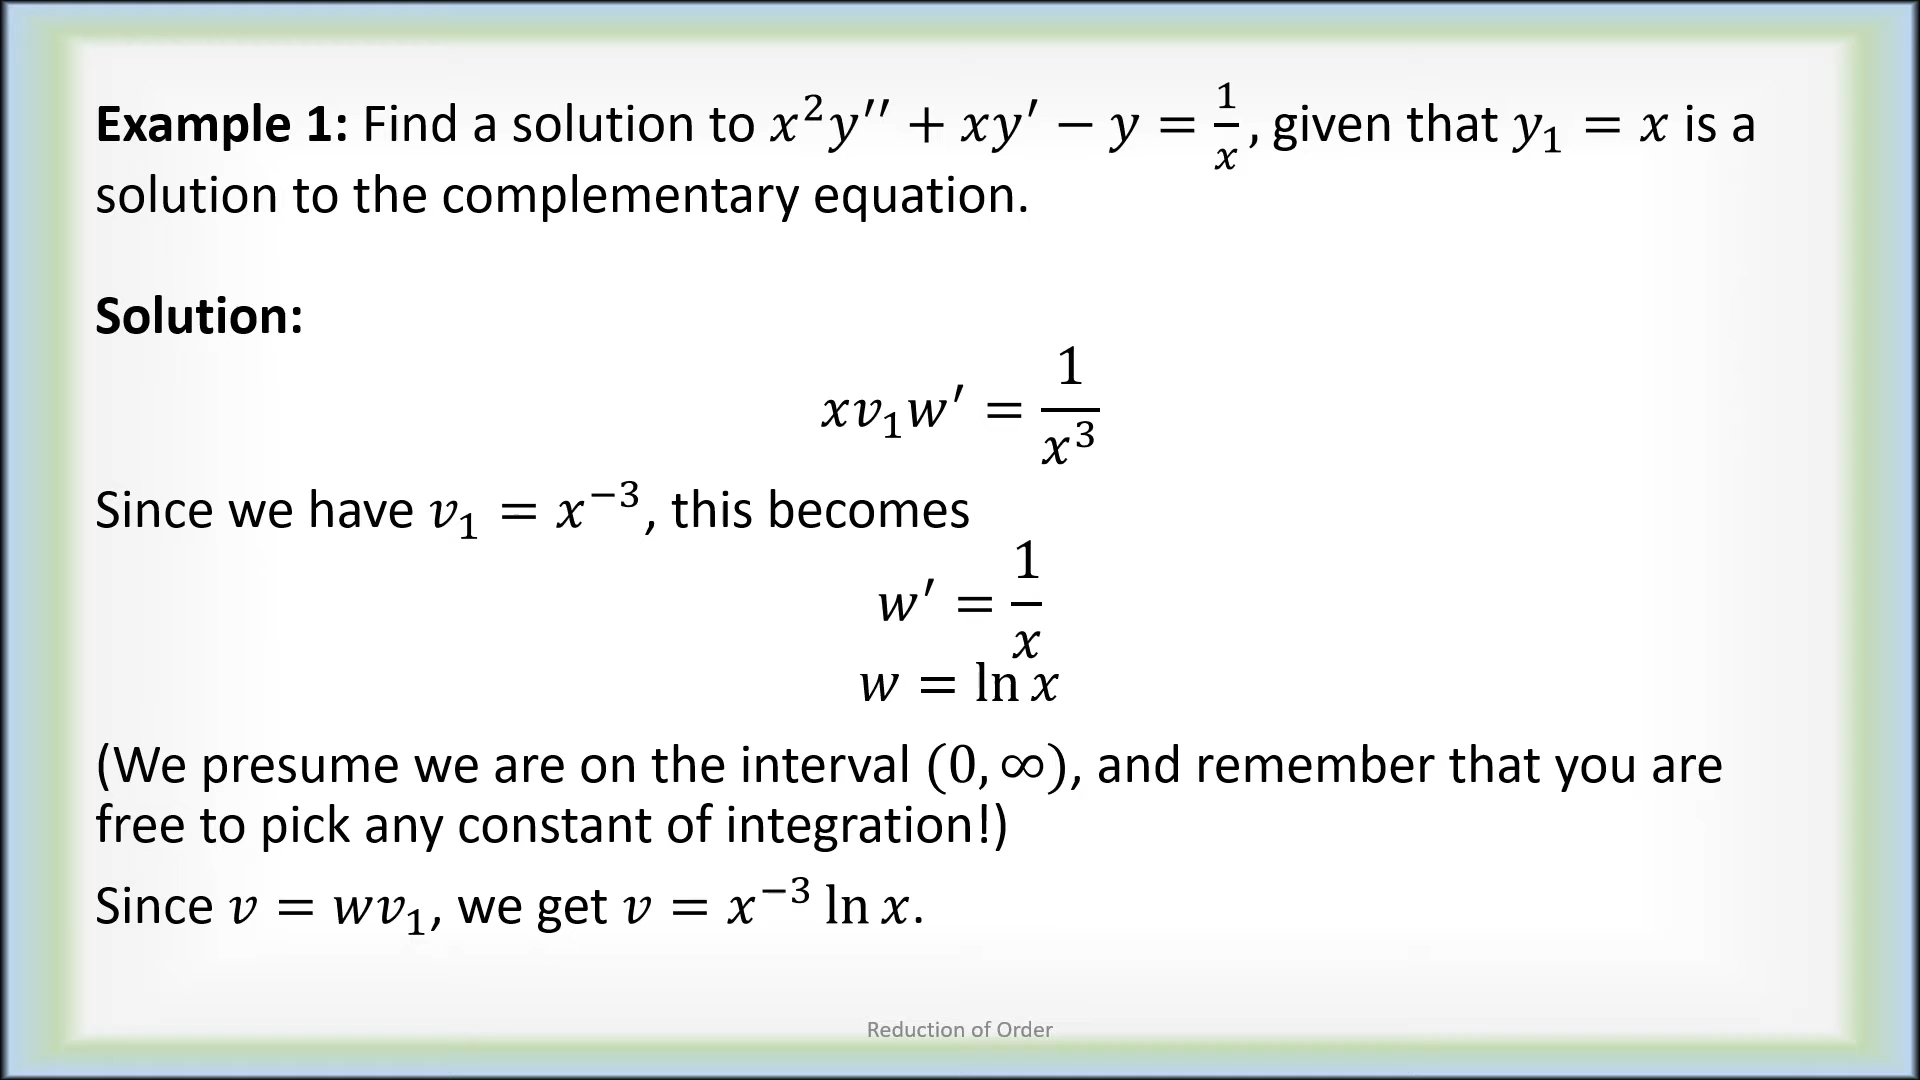 Example 1: Find a solution to x²y′′ + xy′ − y = 1/x, given that y₁ = x is a
solution to the complementary equation.
Solution:
xv₁w′ = 1/x³
Since we have v₁ = x⁻³, this becomes
w′ = 1/x
w = ln x
(We presume we are on the interval (0, ∞), and remember that you are
free to pick any constant of integration!)
Since v = wv₁, we get v = x⁻³ ln x.
Reduction of Order